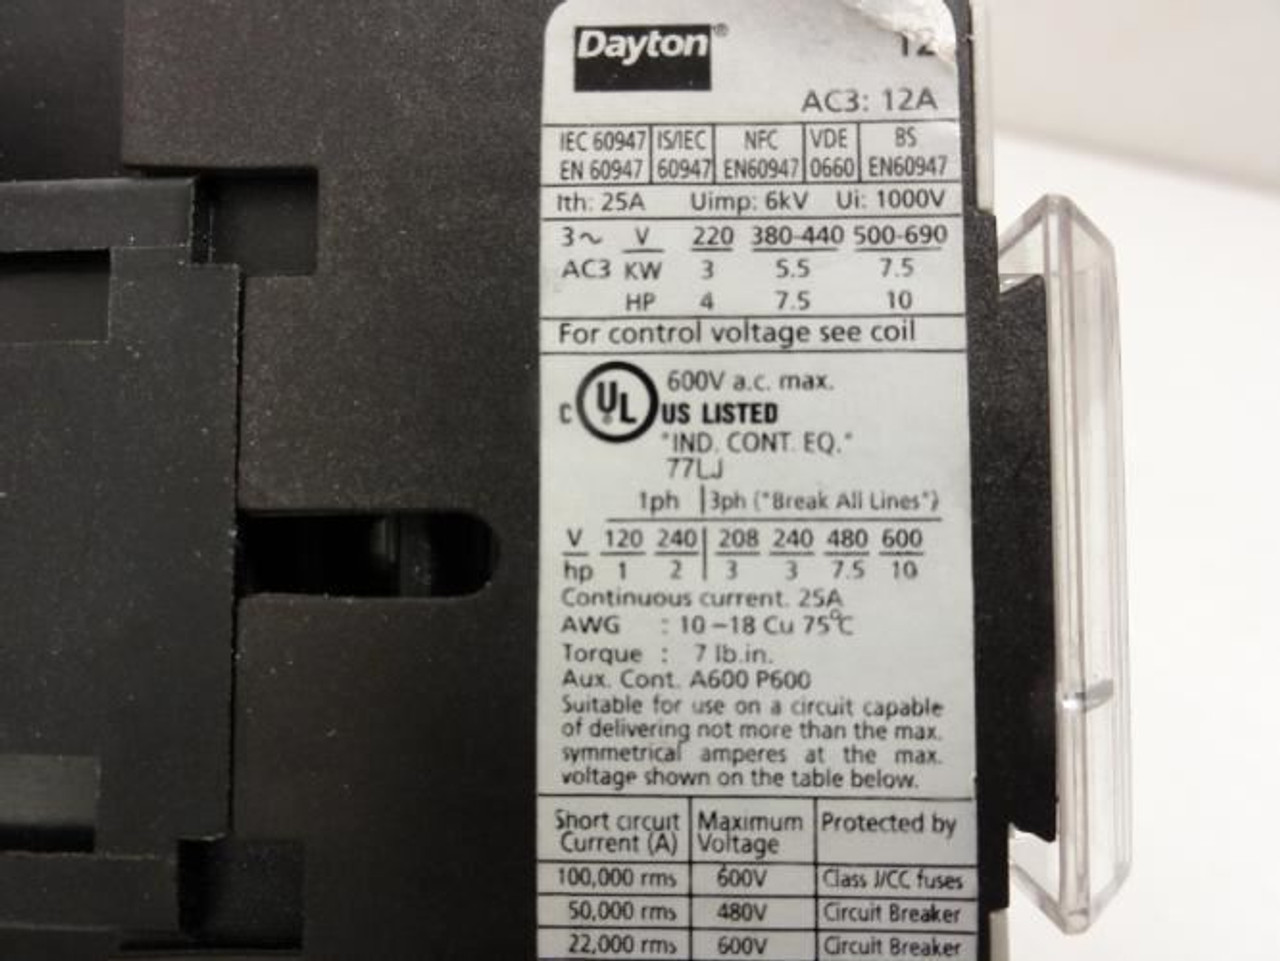 Dayton®
12
AC3: 12A
IEC 60947 IS/IEC NFC VDE BS
EN 60947 60947 EN60947 0660 EN60947
Ith: 25A Uimp: 6kV Ui: 1000V
3~ V 220 380-440 500-690
AC3 KW 3 5.5 7.5
HP 4 7.5 10
For control voltage see coil
600V a.c. max.
C UL US LISTED
"IND. CONT. EQ."
77LJ
1ph 3ph ("Break All Lines")
V 120 240 208 240 480 600
hp 1 2 3 3 7.5 10
Continuous current. 25A
AWG : 10-18 Cu 75°C
Torque : 7 lb.in.
Aux. Cont. A600 P600
Suitable for use on a circuit capable
of delivering not more than the max.
symmetrical amperes at the max.
voltage shown on the table below.
Short circuit Maximum Protected by
Current (A) Voltage
100,000 rms 600V Class J/CC fuses
50,000 rms 480V Circuit Breaker
22,000 rms 600V Circuit Breaker